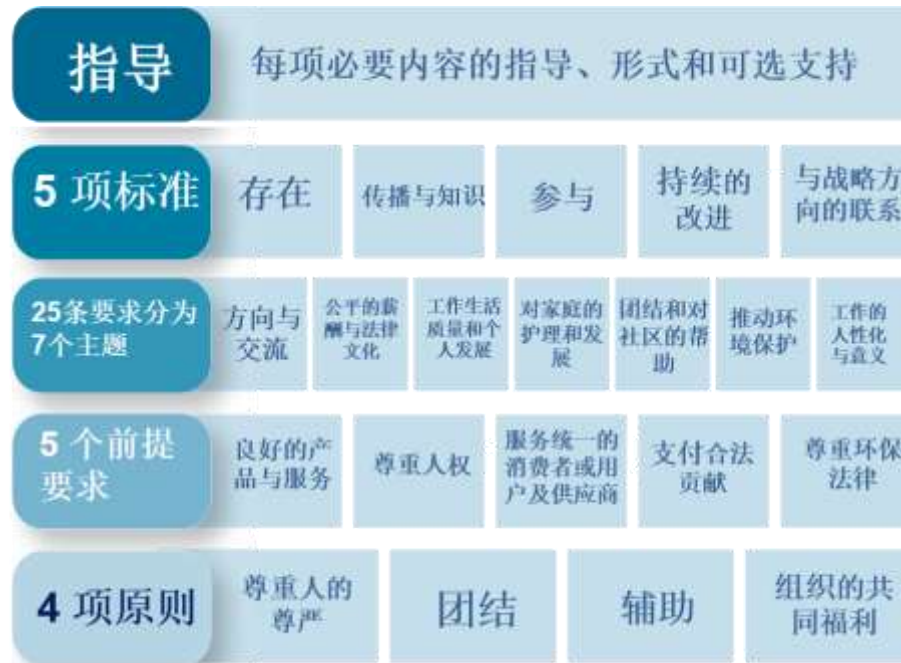 指导
每项必要内容的指导、形式和可选支持
5 项标准
存在
传播与知识
参与
持续的
改进
与战略方
向的联系
25条要求分为
7个主题
方向与
交流
公平的薪
酬与法律
文化
工作生活
质量和个
人发展
对家庭的
护理和发
展
团结和对
社区的帮
助
推动环
境保护
工作的
人性化
与意义
5 个前提
要求
良好的产
品与服务
尊重人权
服务统一的
消费者或用
户及供应商
支付合法
贡献
尊重环保
法律
4 项原则
尊重人的
尊严
团结
辅助
组织的共
同福利